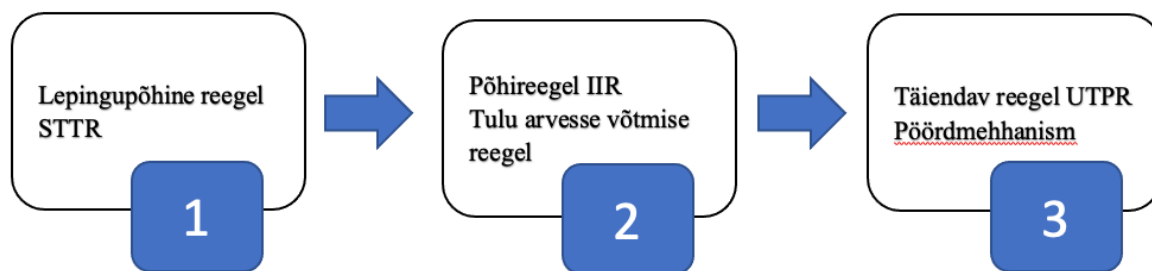 Lepingupõhine reegel
STTR
1
Põhireegel IIR
Tulu arvesse võtmise
reegel
2
Täiendav reegel UTPR
Pöördmehhanism
3